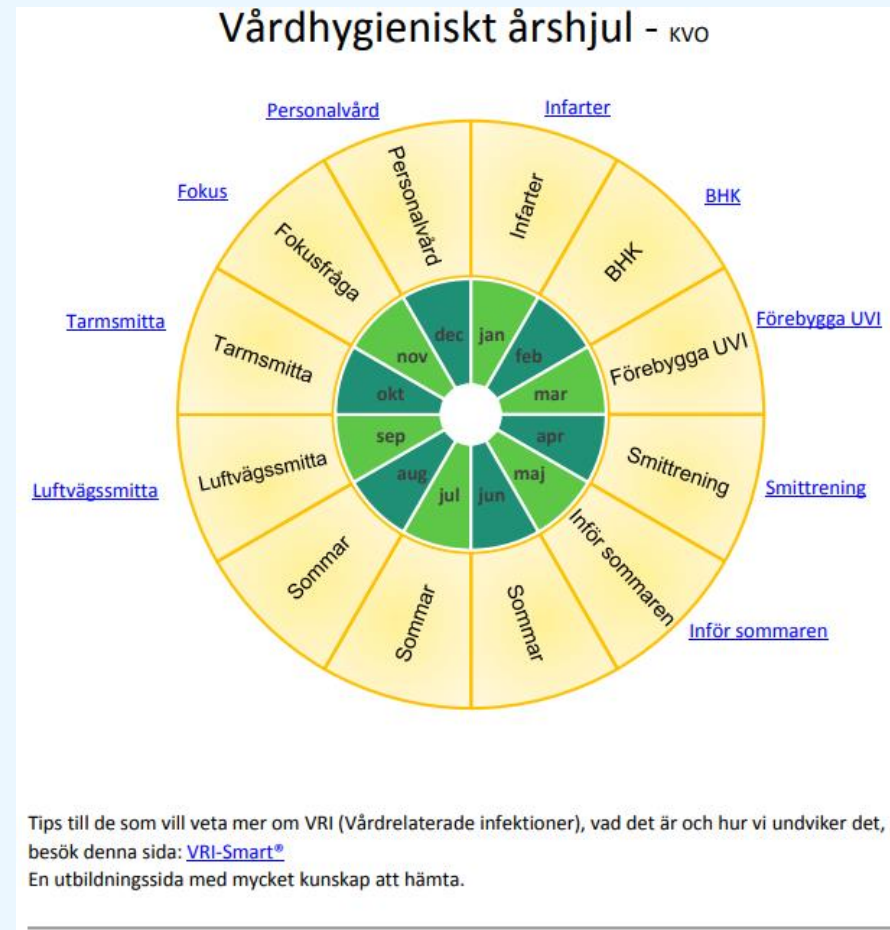 Vårdhygieniskt årshjul - KVO
Personalvård
Infarter
Fokus
BHK
Tarmsmitta
Förebygga UVI
Luftvägssmitta
Smittrening
Inför sommaren
Infarter
BHK
Förebygga UVI
Smittrening
Inför sommaren
Sommar
Sommar
Sommar
Luftvägssmitta
Tarmsmitta
Fokusfråga
Personalvård
jan
feb
mar
apr
maj
jun
jul
aug
sep
okt
nov
dec
Tips till de som vill veta mer om VRI (Vårdrelaterade infektioner), vad det är och hur vi undviker det,
besök denna sida: VRI-Smart®
En utbildningssida med mycket kunskap att hämta.